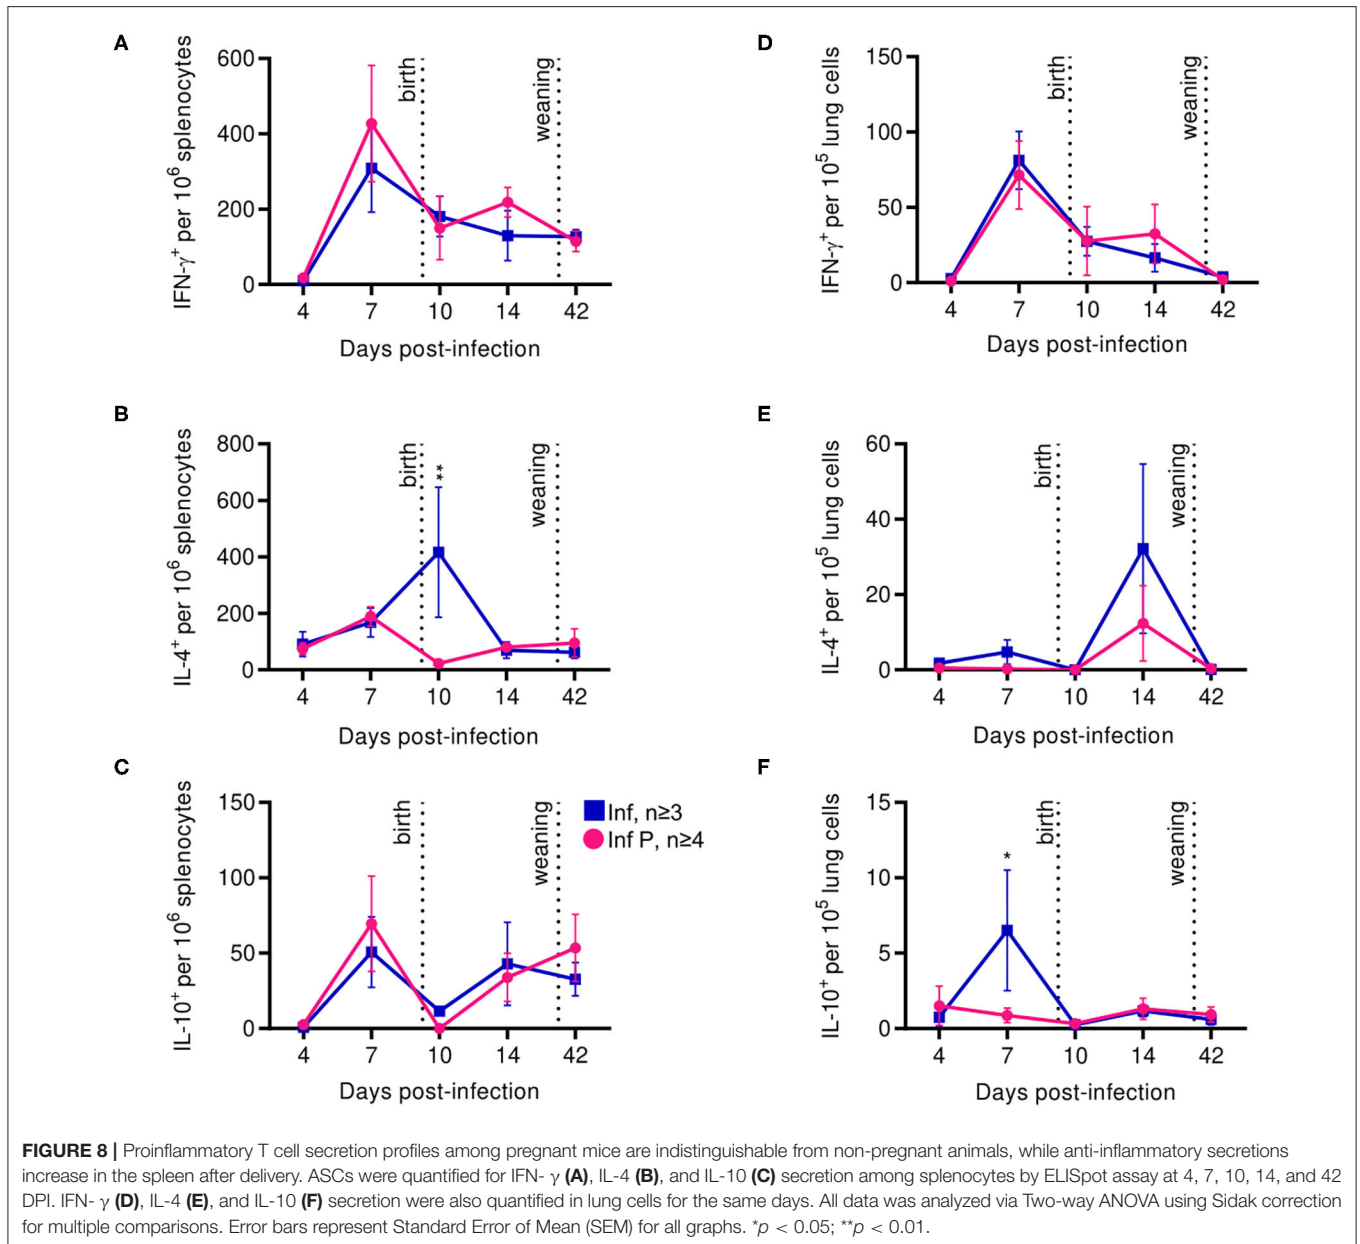 A
IFN-γ+ per 10^6 splenocytes
600
400
200
0
birth
weaning
4 7 10 14 42
Days post-infection
D
IFN-γ+ per 10^5 lung cells
150
100
50
0
birth
weaning
4 7 10 14 42
Days post-infection
B
IL-4+ per 10^6 splenocytes
800
600
400
200
0
birth
**
weaning
4 7 10 14 42
Days post-infection
E
IL-4+ per 10^5 lung cells
60
40
20
0
birth
weaning
4 7 10 14 42
Days post-infection
C
IL-10+ per 10^6 splenocytes
150
100
50
0
birth
weaning
Inf, n≥3
Inf P, n≥4
4 7 10 14 42
Days post-infection
F
IL-10+ per 10^5 lung cells
15
10
5
0
*
birth
weaning
4 7 10 14 42
Days post-infection
FIGURE 8 | Proinflammatory T cell secretion profiles among pregnant mice are indistinguishable from non-pregnant animals, while anti-inflammatory secretions
increase in the spleen after delivery. ASCs were quantified for IFN- γ (A), IL-4 (B), and IL-10 (C) secretion among splenocytes by ELISpot assay at 4, 7, 10, 14, and 42
DPI. IFN- γ (D), IL-4 (E), and IL-10 (F) secretion were also quantified in lung cells for the same days. All data was analyzed via Two-way ANOVA using Sidak correction
for multiple comparisons. Error bars represent Standard Error of Mean (SEM) for all graphs. *p < 0.05; **p < 0.01.